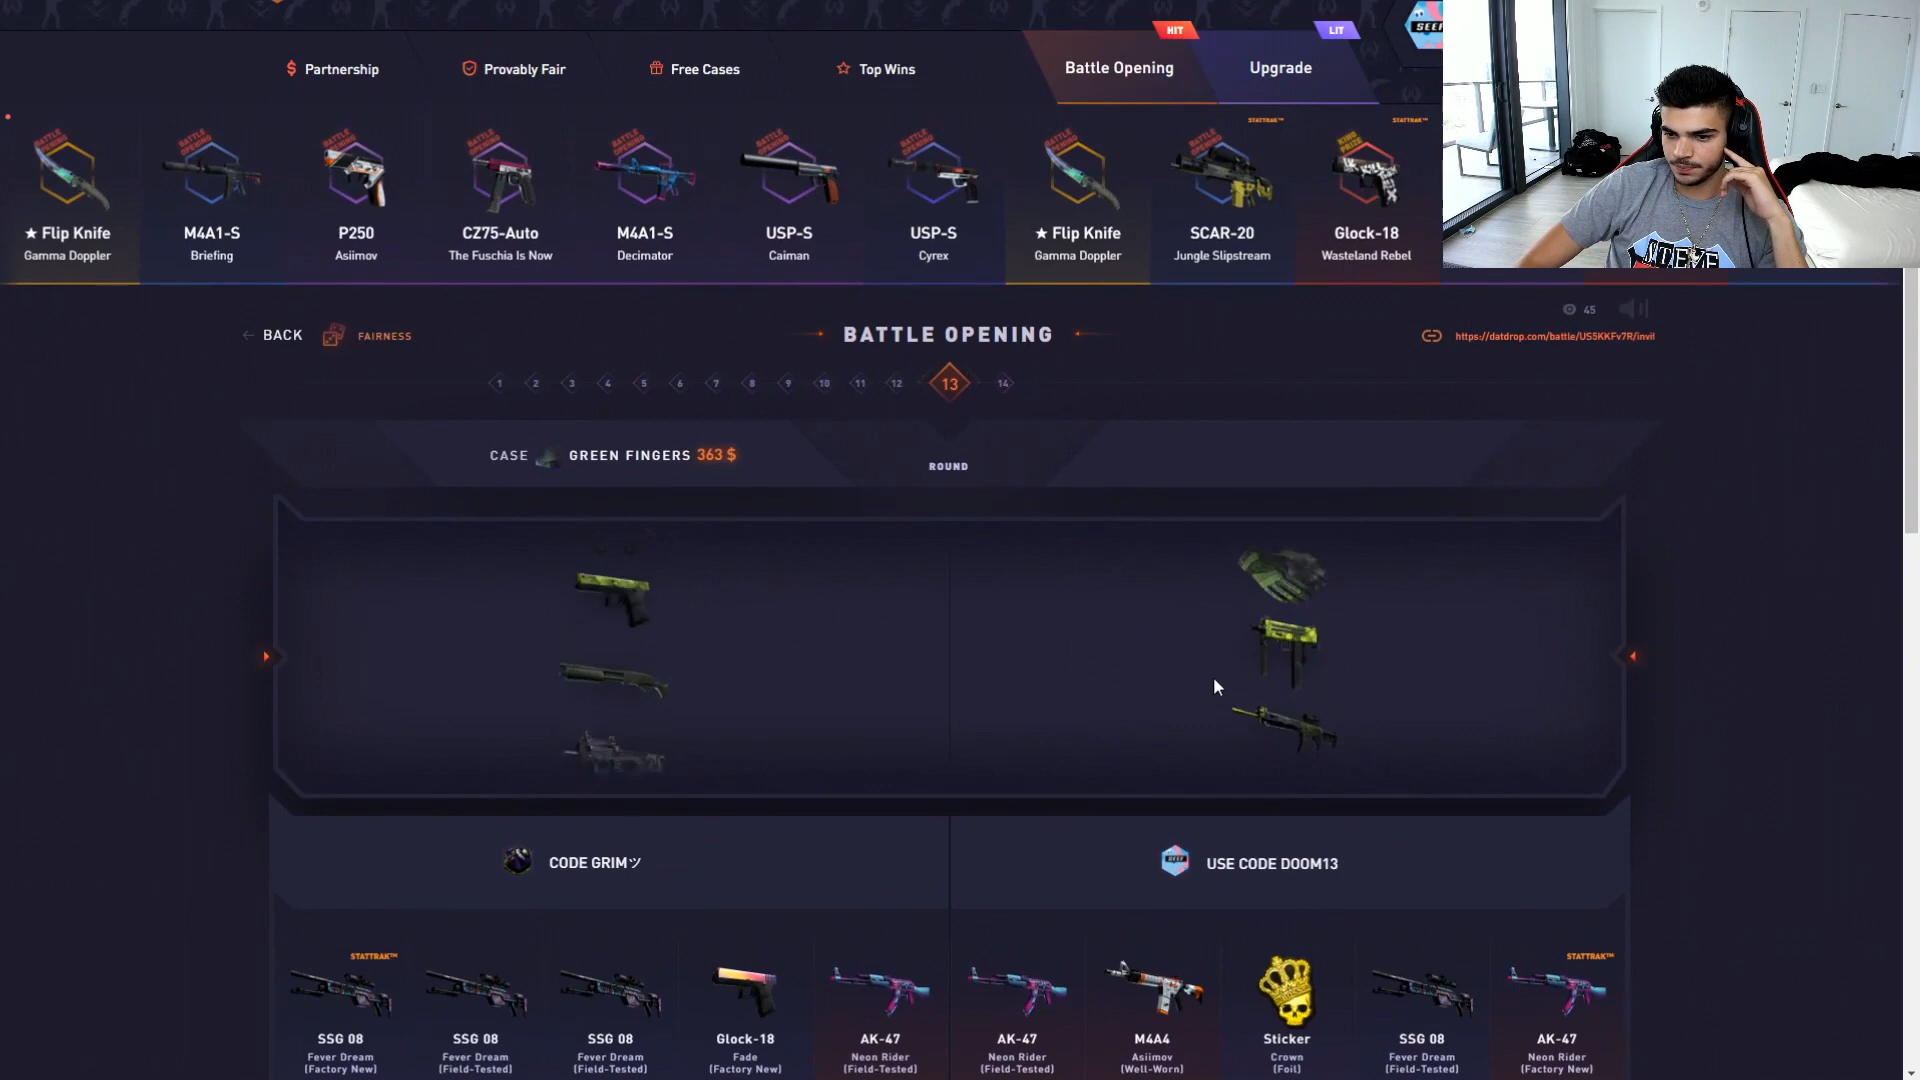 HIT
LIT
Partnership
Provably Fair
Free Cases
Top Wins
Battle Opening
Upgrade
STATTRAK™
STATTRAK™
★ Flip Knife
Gamma Doppler
M4A1-S
Briefing
P250
Asiimov
CZ75-Auto
The Fuschia Is Now
M4A1-S
Decimator
USP-S
Caiman
USP-S
Cyrex
★ Flip Knife
Gamma Doppler
SCAR-20
Jungle Slipstream
Glock-18
Wasteland Rebel
STEVE
45
← BACK
FAIRNESS
BATTLE OPENING
https://datdrop.com/battle/US5KKFv7R/invit
1 2 3 4 5 6 7 8 9 10 11 12 13 14
CASE GREEN FINGERS 363 $
ROUND
CODE GRIMツ
USE CODE DOOM13
STATTRAK™
STATTRAK™
SSG 08
Fever Dream
(Factory New)
SSG 08
Fever Dream
(Field-Tested)
SSG 08
Fever Dream
(Field-Tested)
Glock-18
Fade
(Factory New)
AK-47
Neon Rider
(Field-Tested)
AK-47
Neon Rider
(Field-Tested)
M4A4
Asiimov
(Well-Worn)
Sticker
Crown
(Foil)
SSG 08
Fever Dream
(Field-Tested)
AK-47
Neon Rider
(Factory New)